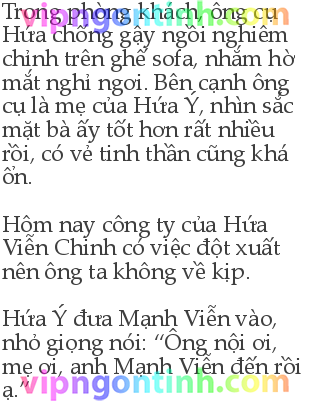 Trong phòng khách, ông cụ
Hứa chống gậy ngồi nghiêm
chỉnh trên ghế sofa, nhắm hờ
mắt nghỉ ngơi. Bên cạnh ông
cụ là mẹ của Hứa Ý, nhìn sắc
mặt bà ấy tốt hơn rất nhiều
rồi, có vẻ tinh thần cũng khá
ổn.
Hôm nay công ty của Hứa
Viễn Chinh có việc đột xuất
nên ông ta không về kịp.
Hứa Ý đưa Mạnh Viễn vào,
nhỏ giọng nói: “Ông nội ơi,
mẹ ơi, anh Mạnh Viễn đến rồi
ạ.”
vipngontinh.com
vipngontinh.com
vipngontinh.com